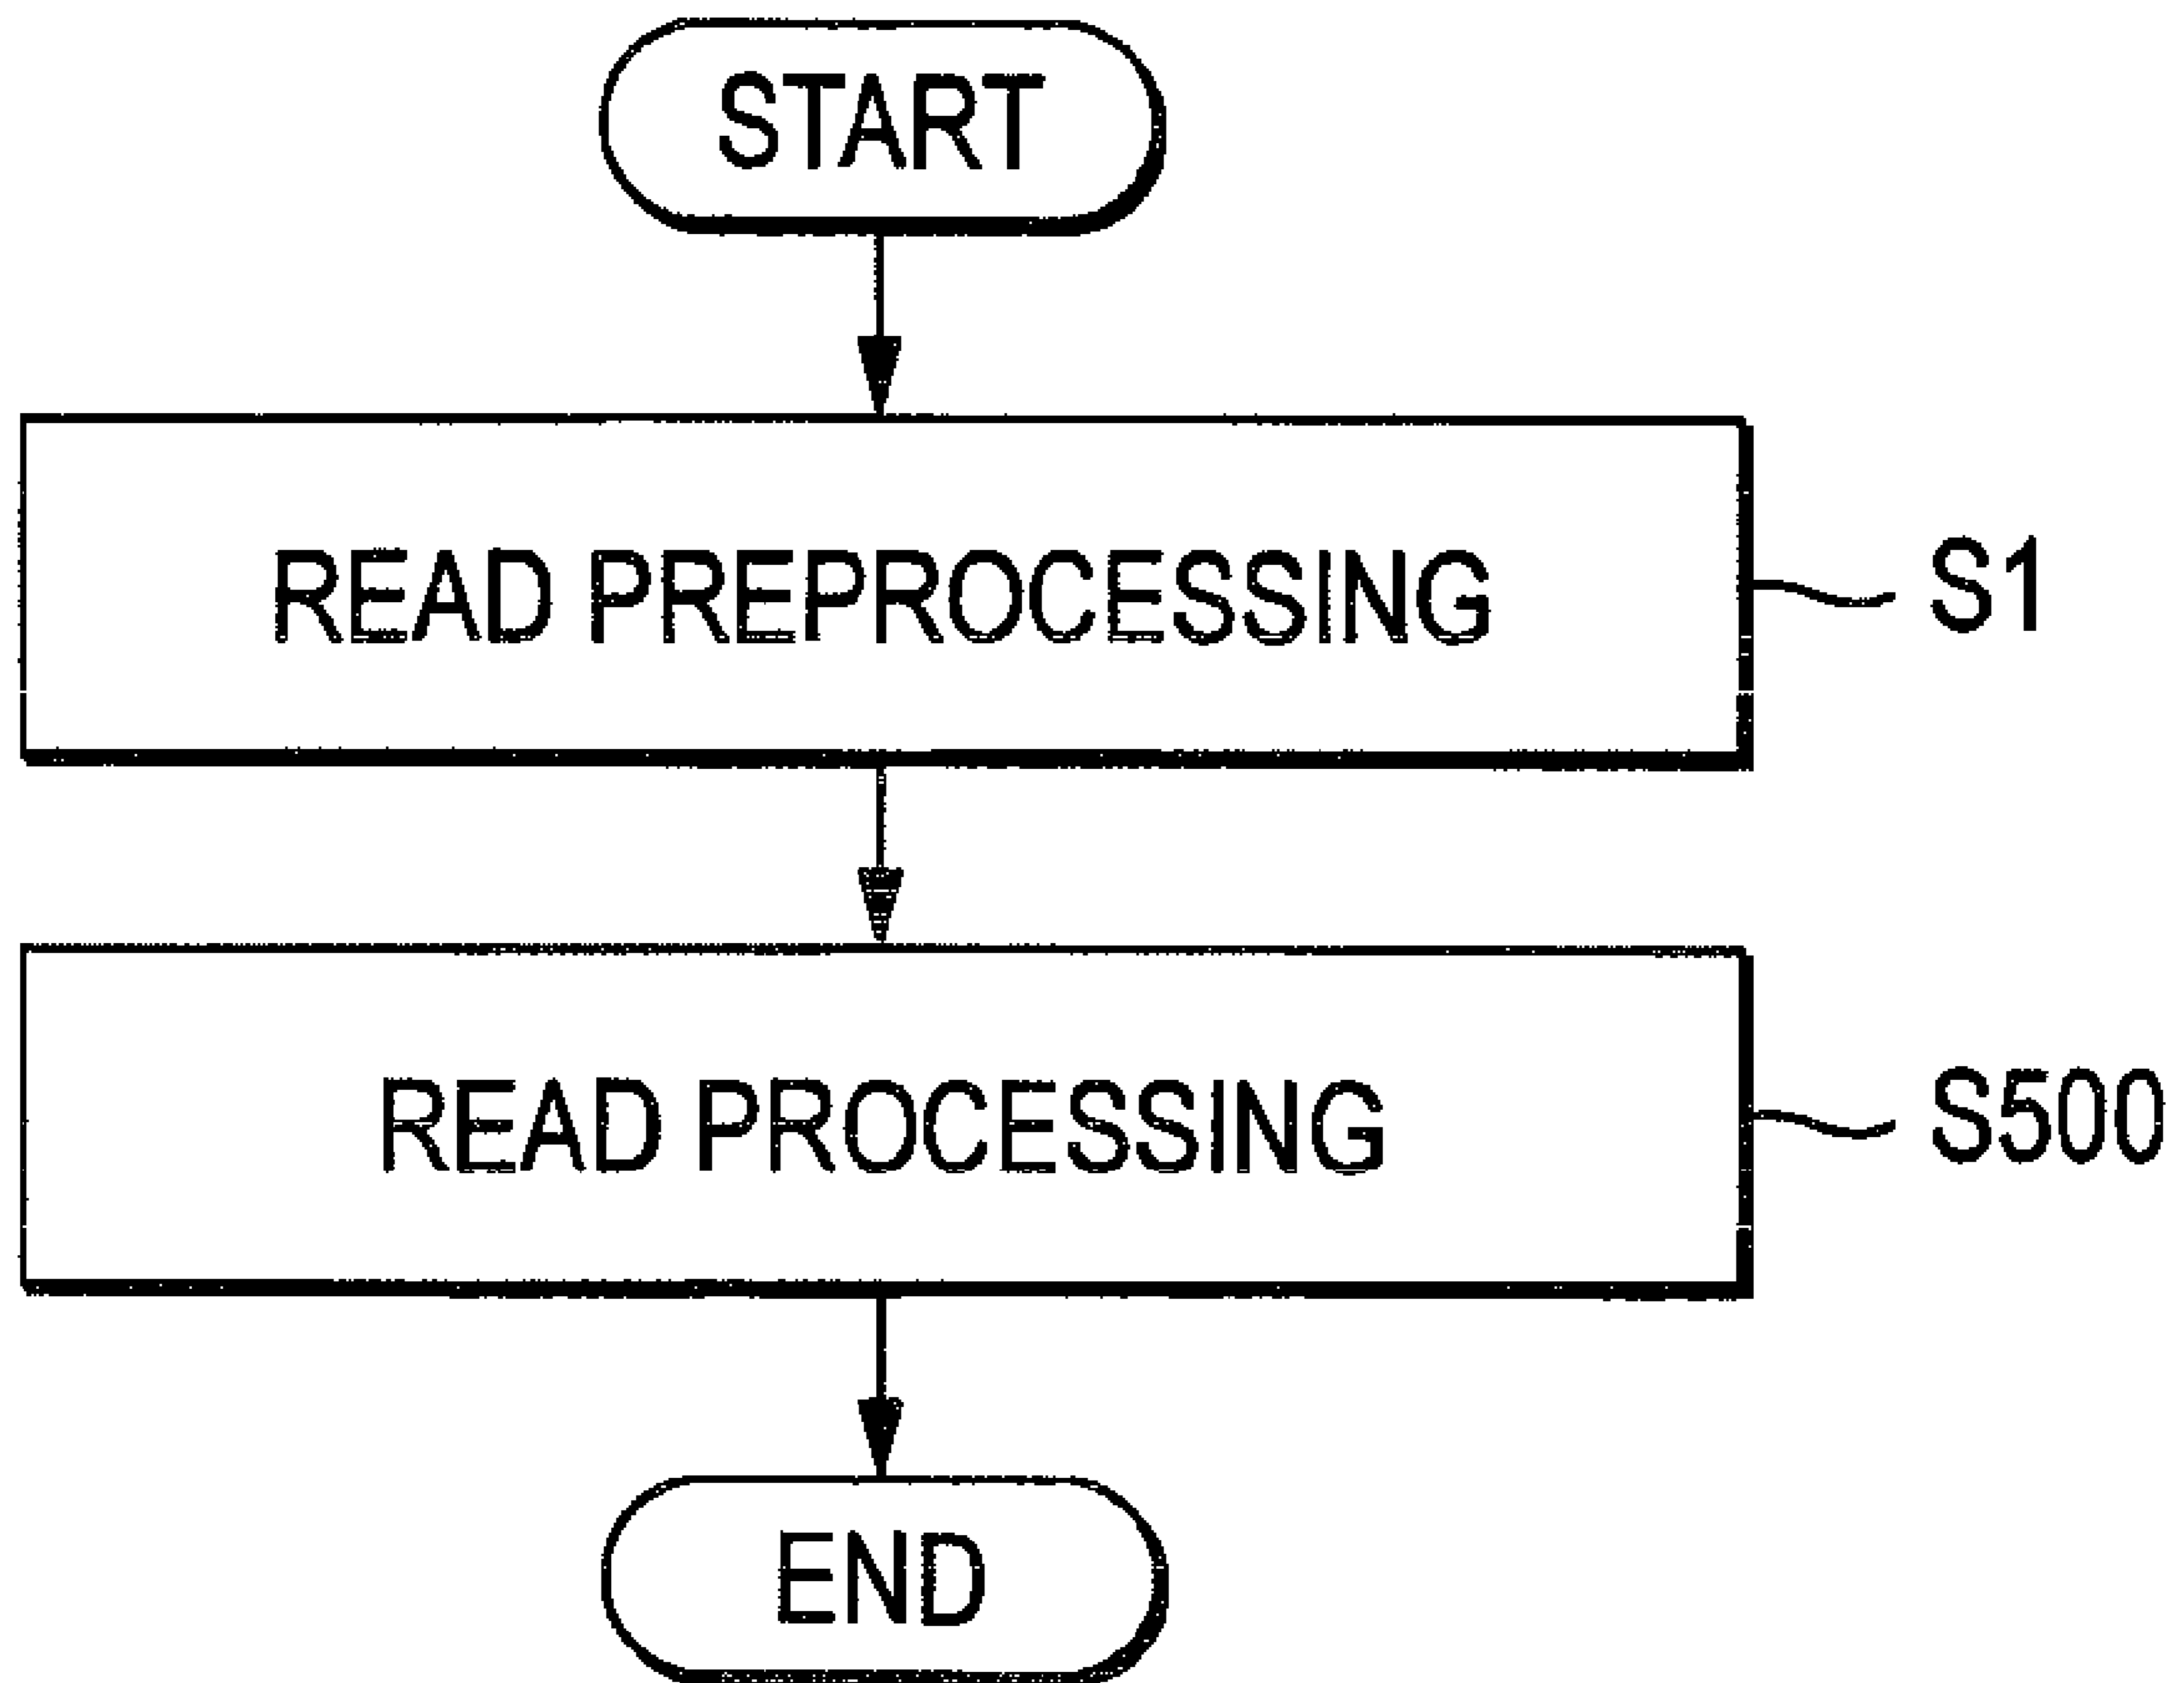 START
READ PREPROCESSING
S1
READ PROCESSING
S500
END